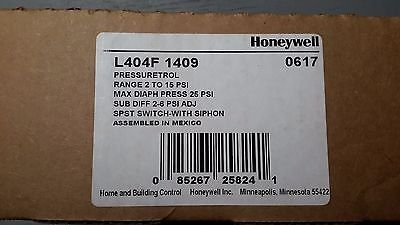 Honeywell
L404F 1409 0617
PRESSURETROL
RANGE 2 TO 15 PSI
MAX DIAPH PRESS 25 PSI
SUB DIFF 2-6 PSI ADJ
SPST SWITCH-WITH SIPHON
ASSEMBLED IN MEXICO
0 85267 25824 1
Home and Building Control Honeywell Inc. Minneapolis, Minnesota 55422